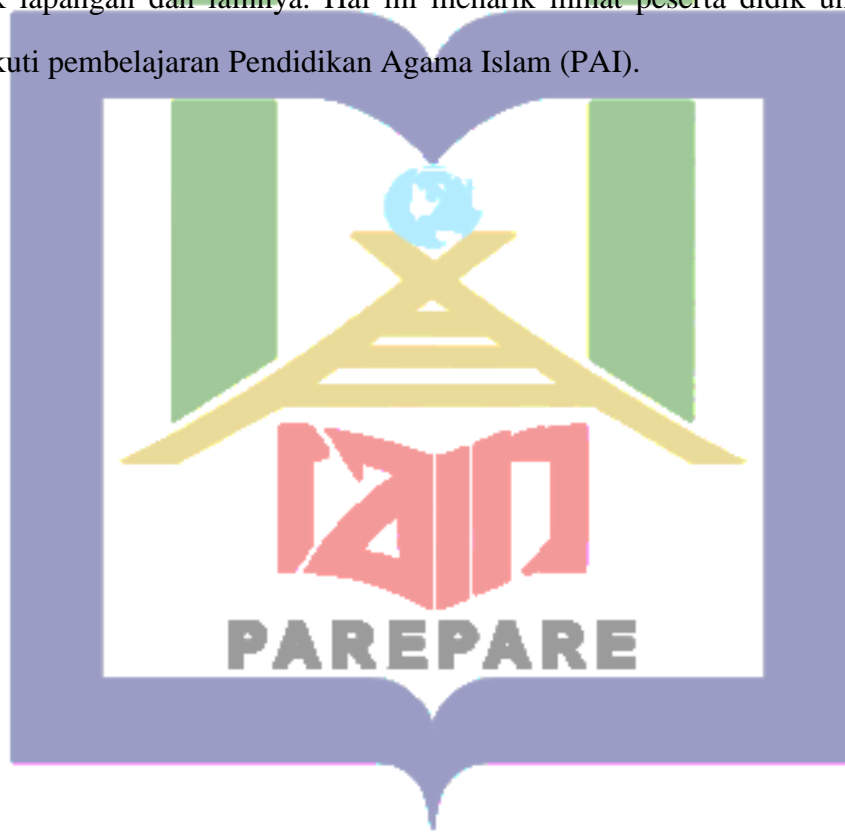 lapangan dan lainnya. Hal ini menarik minat peserta didik
pembelajaran Pendidikan Agama Islam (PAI).
PAREPARE